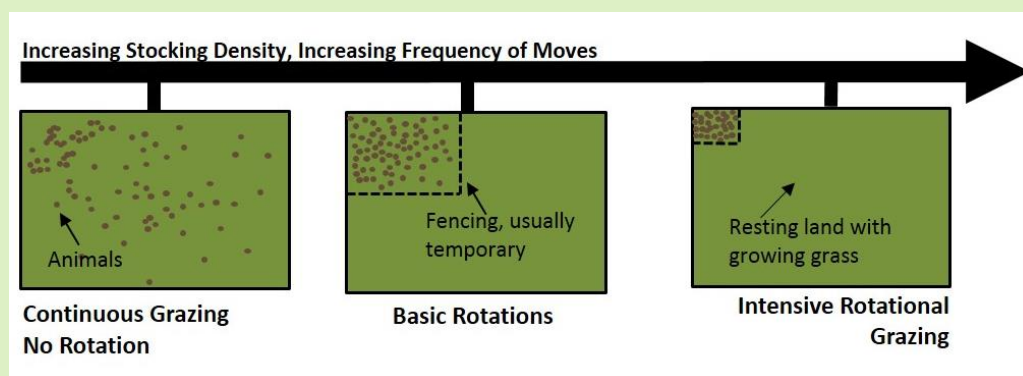 Increasing Stocking Density, Increasing Frequency of Moves
Animals
Continuous Grazing
No Rotation
Fencing, usually
temporary
Basic Rotations
Resting land with
growing grass
Intensive Rotational
Grazing